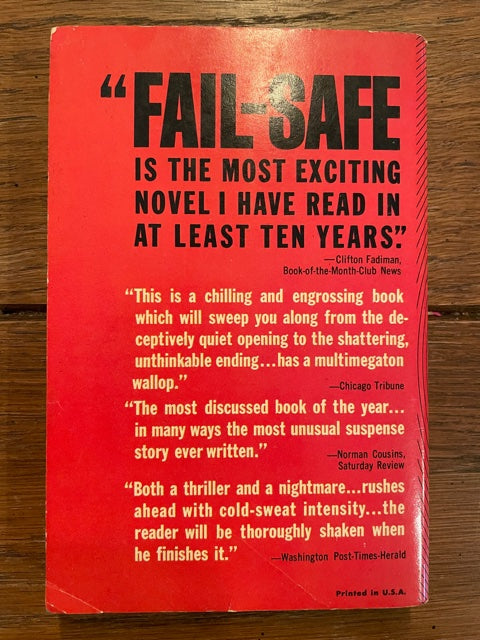 “FAIL-SAFE
IS THE MOST EXCITING
NOVEL I HAVE READ IN
AT LEAST TEN YEARS.”
—Clifton Fadiman,
Book-of-the-Month-Club News
“This is a chilling and engrossing book
which will sweep you along from the de-
ceptively quiet opening to the shattering,
unthinkable ending...has a multimegaton
wallop.”
—Chicago Tribune
“The most discussed book of the year...
in many ways the most unusual suspense
story ever written.”
—Norman Cousins,
Saturday Review
“Both a thriller and a nightmare...rushes
ahead with cold-sweat intensity...the
reader will be thoroughly shaken when
he finishes it.”
—Washington Post-Times-Herald
Printed in U.S.A.